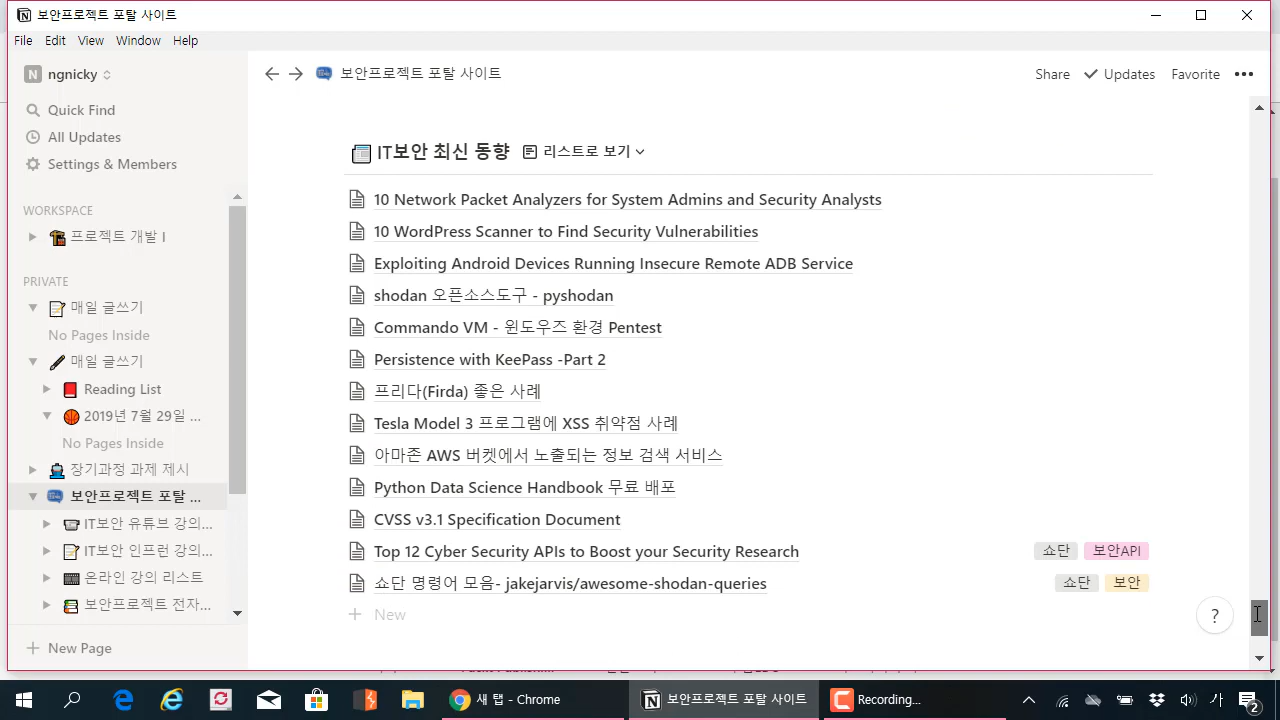 보안프로젝트 포탈 사이트
File Edit View Window Help
N ngnicky
Quick Find
All Updates
Settings & Members
WORKSPACE
프로젝트 개발 I
PRIVATE
매일 글쓰기
No Pages Inside
매일 글쓰기
Reading List
2019년 7월 29일 ...
No Pages Inside
장기과정 과제 제시
보안프로젝트 포탈 ...
IT보안 유튜브 강의...
IT보안 인프런 강의...
온라인 강의 리스트
보안프로젝트 전자...
New Page
보안프로젝트 포탈 사이트
Share Updates Favorite
IT보안 최신 동향 리스트로 보기
10 Network Packet Analyzers for System Admins and Security Analysts
10 WordPress Scanner to Find Security Vulnerabilities
Exploiting Android Devices Running Insecure Remote ADB Service
shodan 오픈소스도구 - pyshodan
Commando VM - 윈도우즈 환경 Pentest
Persistence with KeePass -Part 2
프리다(Firda) 좋은 사례
Tesla Model 3 프로그램에 XSS 취약점 사례
아마존 AWS 버켓에서 노출되는 정보 검색 서비스
Python Data Science Handbook 무료 배포
CVSS v3.1 Specification Document
Top 12 Cyber Security APIs to Boost your Security Research 쇼단 보안API
쇼단 명령어 모음- jakejarvis/awesome-shodan-queries 쇼단 보안
New
?
새 탭 - Chrome
보안프로젝트 포탈 사이트
Recording...
가
2